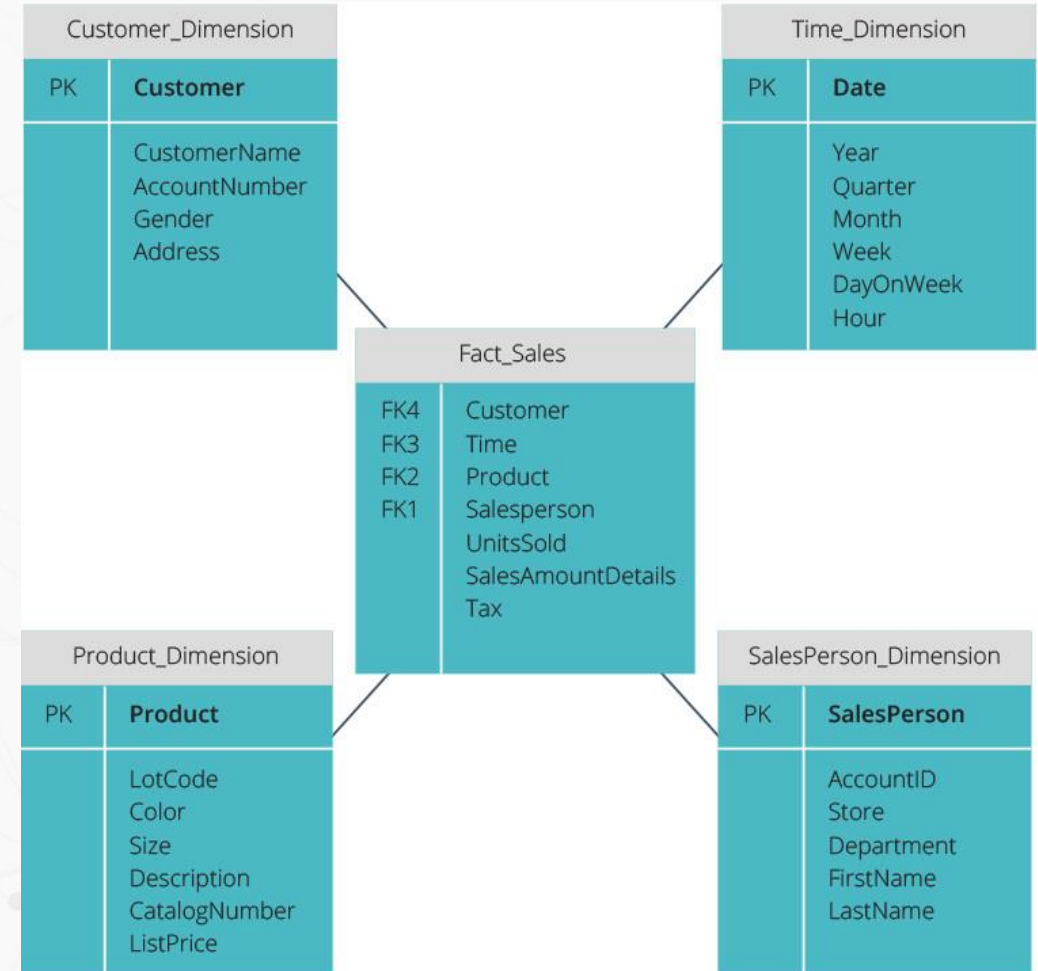 Customer_Dimension
PK Customer
CustomerName
AccountNumber
Gender
Address
Time_Dimension
PK Date
Year
Quarter
Month
Week
DayOnWeek
Hour
Fact_Sales
FK4 Customer
FK3 Time
FK2 Product
FK1 Salesperson
UnitsSold
SalesAmountDetails
Tax
Product_Dimension
PK Product
LotCode
Color
Size
Description
CatalogNumber
ListPrice
SalesPerson_Dimension
PK SalesPerson
AccountID
Store
Department
FirstName
LastName